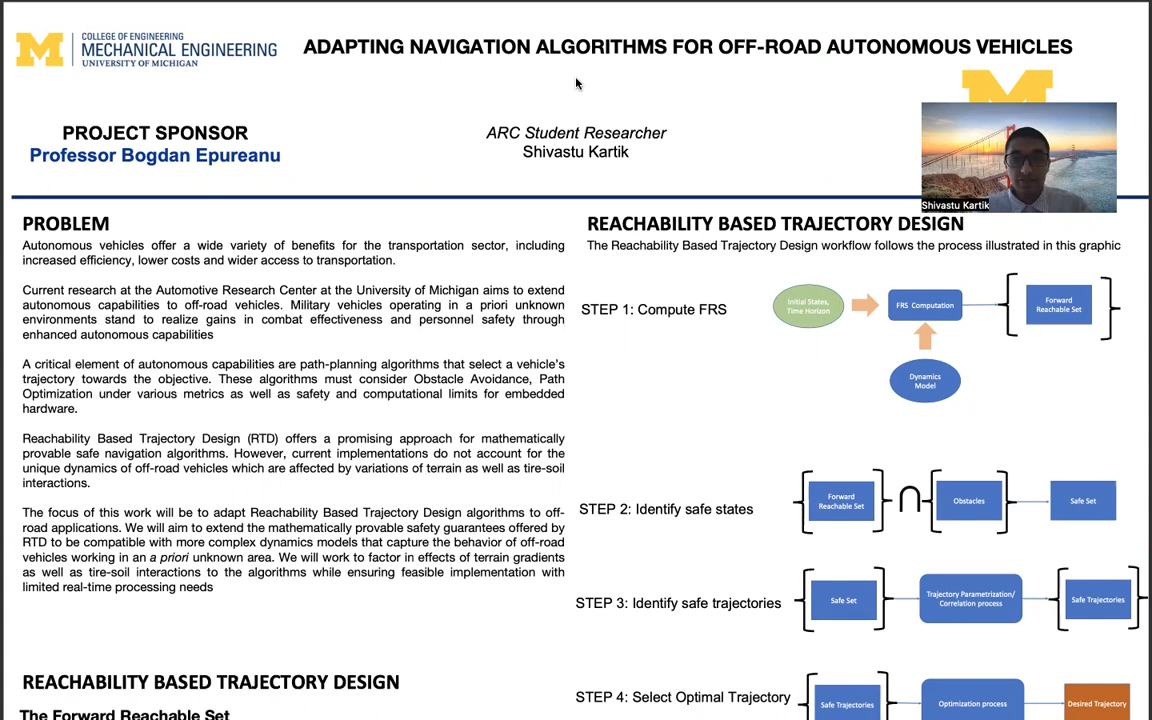 COLLEGE OF ENGINEERING
MECHANICAL ENGINEERING
UNIVERSITY OF MICHIGAN
ADAPTING NAVIGATION ALGORITHMS FOR OFF-ROAD AUTONOMOUS VEHICLES
PROJECT SPONSOR
Professor Bogdan Epureanu
ARC Student Researcher
Shivastu Kartik
Shivastu Kartik
PROBLEM
Autonomous vehicles offer a wide variety of benefits for the transportation sector, including
increased efficiency, lower costs and wider access to transportation.
Current research at the Automotive Research Center at the University of Michigan aims to extend
autonomous capabilities to off-road vehicles. Military vehicles operating in a priori unknown
environments stand to realize gains in combat effectiveness and personnel safety through
enhanced autonomous capabilities
A critical element of autonomous capabilities are path-planning algorithms that select a vehicle's
trajectory towards the objective. These algorithms must consider Obstacle Avoidance, Path
Optimization under various metrics as well as safety and computational limits for embedded
hardware.
Reachability Based Trajectory Design (RTD) offers a promising approach for mathematically
provable safe navigation algorithms. However, current implementations do not account for the
unique dynamics of off-road vehicles which are affected by variations of terrain as well as tire-soil
interactions.
The focus of this work will be to adapt Reachability Based Trajectory Design algorithms to off-
road applications. We will aim to extend the mathematically provable safety guarantees offered by
RTD to be compatible with more complex dynamics models that capture the behavior of off-road
vehicles working in an a priori unknown area. We will work to factor in effects of terrain gradients
as well as tire-soil interactions to the algorithms while ensuring feasible implementation with
limited real-time processing needs
REACHABILITY BASED TRAJECTORY DESIGN
The Forward Reachable Set
REACHABILITY BASED TRAJECTORY DESIGN
The Reachability Based Trajectory Design workflow follows the process illustrated in this graphic
STEP 1: Compute FRS
Initial States,
Time Horizon
FRS Computation
Forward
Reachable Set
Dynamics
Model
STEP 2: Identify safe states
Forward
Reachable Set
∩
Obstacles
Safe Set
STEP 3: Identify safe trajectories
Safe Set
Trajectory Parametrization/
Correlation process
Safe Trajectories
STEP 4: Select Optimal Trajectory
Safe Trajectories
Optimization process
Desired Trajectory